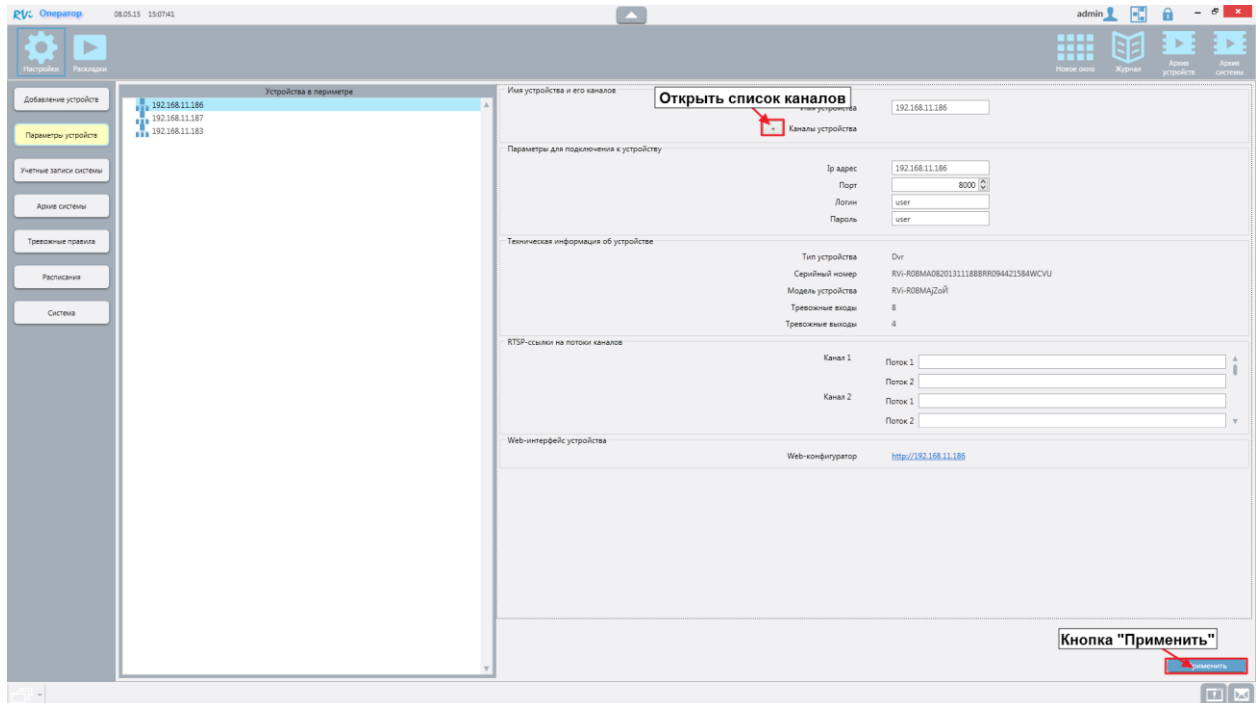 RVi Оператор 08.05.15 15:07:41 admin
Настройки Раскладки Новое окно Журнал Архив устройств Архив системы
Добавление устройств
Параметры устройств
Учетные записи системы
Архив системы
Тревожные правила
Расписания
Система
Устройства в периметре
192.168.11.186
192.168.11.187
192.168.11.183
Имя устройства и его каналов
Открыть список каналов
Имя устройства 192.168.11.186
Каналы устройства
Параметры для подключения к устройству
Ip адрес 192.168.11.186
Порт 8000
Логин user
Пароль user
Техническая информация об устройстве
Тип устройства Dvr
Серийный номер RVi-R08MA0820131118BBRR094421584WCVU
Модель устройства RVi-R08MAjZoЙ
Тревожные входы 8
Тревожные выходы 4
RTSP-ссылки на потоки каналов
Канал 1 Поток 1
Поток 2
Канал 2 Поток 1
Поток 2
Web-интерфейс устройства
Web-конфигуратор http://192.168.11.186
Кнопка "Применить"
Применить